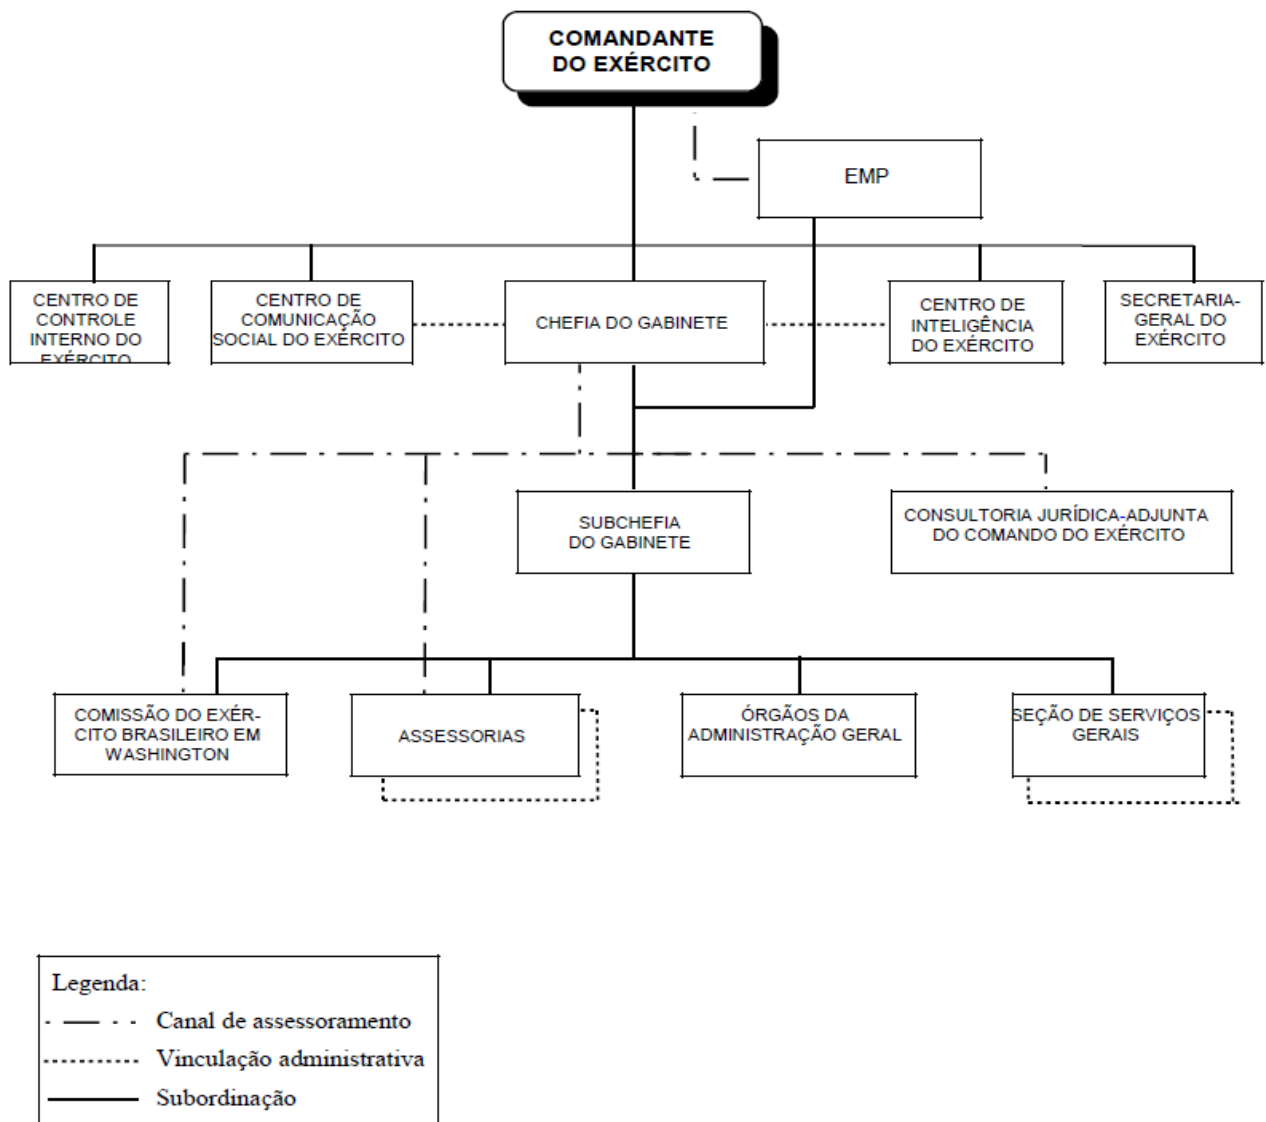 COMANDANTE
DO EXÉRCITO
EMP
CENTRO DE
CONTROLE
INTERNO DO
EXÉRCITO
CENTRO DE
COMUNICAÇÃO
SOCIAL DO EXÉRCITO
CHEFIA DO GABINETE
CENTRO DE
INTELIGÊNCIA
DO EXÉRCITO
SECRETARIA-
GERAL DO
EXÉRCITO
SUBCHEFIA
DO GABINETE
CONSULTORIA JURÍDICA-ADJUNTA
DO COMANDO DO EXÉRCITO
COMISSÃO DO EXÉR-
CITO BRASILEIRO EM
WASHINGTON
ASSESSORIAS
ÓRGÃOS DA
ADMINISTRAÇÃO GERAL
SEÇÃO DE SERVIÇOS
GERAIS
Legenda:
Canal de assessoramento
Vinculação administrativa
Subordinação